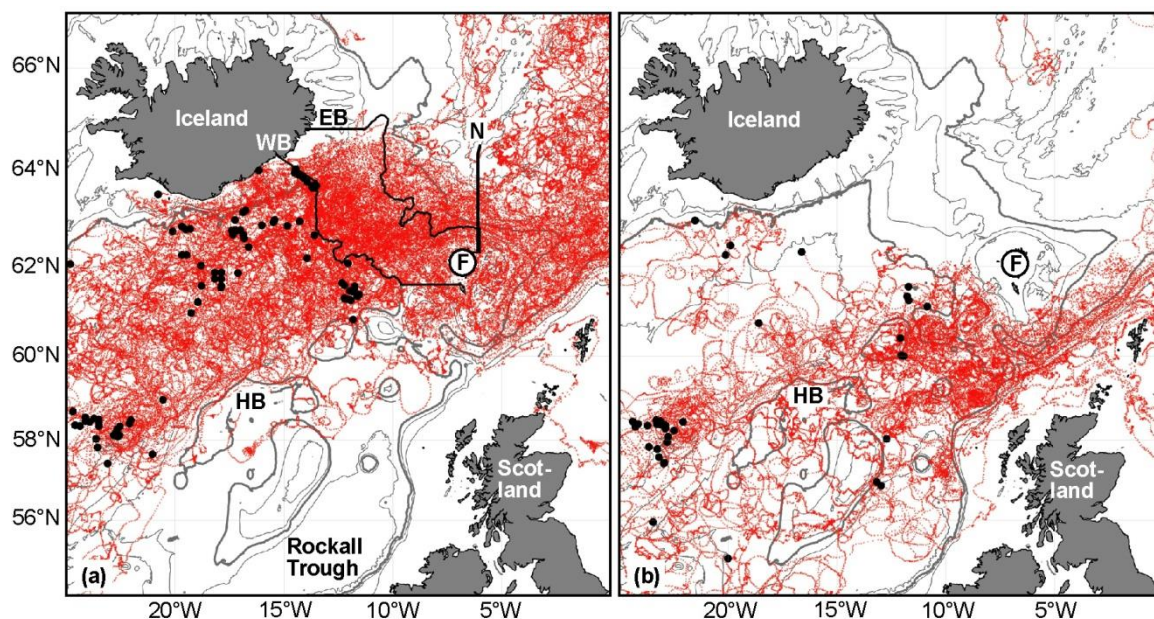 66°N
64°N
62°N
60°N
58°N
56°N
Iceland
EB
WB
N
F
HB
Scot-
land
Rockall
Trough
(a)
20°W
15°W
10°W
5°W
Iceland
F
HB
Scot-
land
(b)
20°W
15°W
10°W
5°W